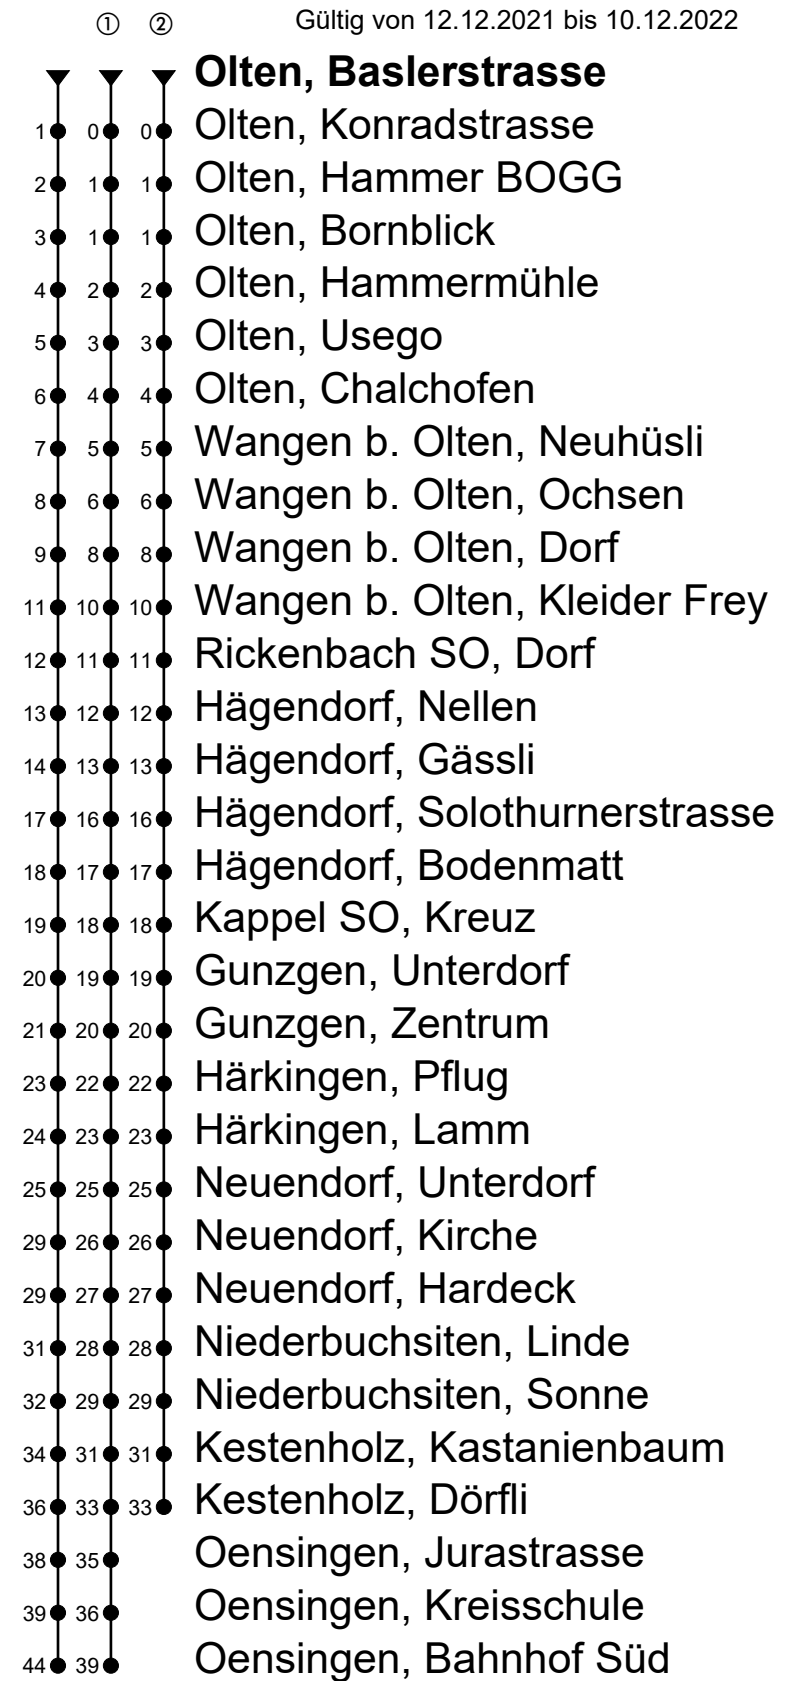 ① ② Gültig von 12.12.2021 bis 10.12.2022
Olten, Baslerstrasse
1 0 0 Olten, Konradstrasse
2 1 1 Olten, Hammer BOGG
3 1 1 Olten, Bornblick
4 2 2 Olten, Hammermühle
5 3 3 Olten, Usego
6 4 4 Olten, Chalchofen
7 5 5 Wangen b. Olten, Neuhüsli
8 6 6 Wangen b. Olten, Ochsen
9 8 8 Wangen b. Olten, Dorf
11 10 10 Wangen b. Olten, Kleider Frey
12 11 11 Rickenbach SO, Dorf
13 12 12 Hägendorf, Nellen
14 13 13 Hägendorf, Gässli
17 16 16 Hägendorf, Solothurnerstrasse
18 17 17 Hägendorf, Bodenmatt
19 18 18 Kappel SO, Kreuz
20 19 19 Gunzgen, Unterdorf
21 20 20 Gunzgen, Zentrum
23 22 22 Härkingen, Pflug
24 23 23 Härkingen, Lamm
25 25 25 Neuendorf, Unterdorf
29 26 26 Neuendorf, Kirche
29 27 27 Neuendorf, Hardeck
31 28 28 Niederbuchsiten, Linde
32 29 29 Niederbuchsiten, Sonne
34 31 31 Kestenholz, Kastanienbaum
36 33 33 Kestenholz, Dörfli
38 35 Oensingen, Jurastrasse
39 36 Oensingen, Kreisschule
44 39 Oensingen, Bahnhof Süd